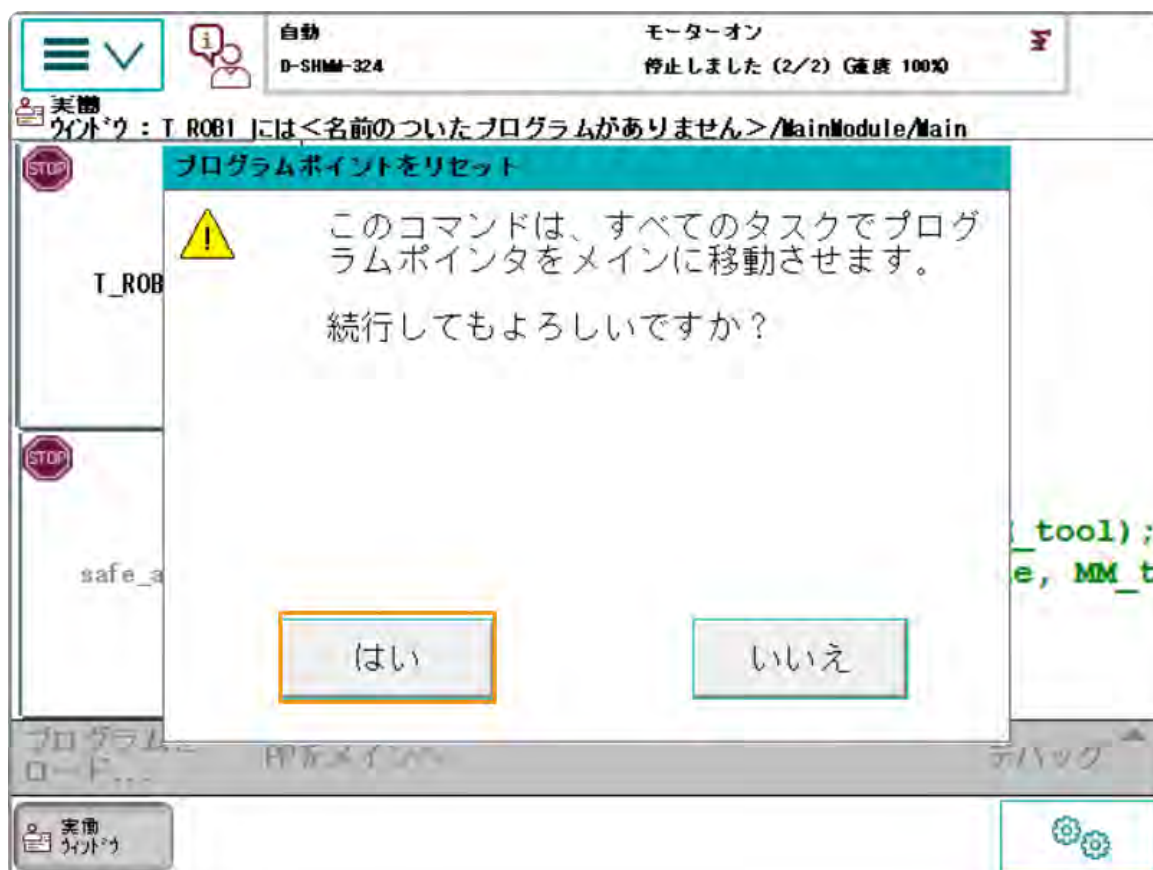 自動
モーターオン
D-SHMM-324
停止しました (2/2) (速度 100%)
実働
ウィンドウ : T_ROB1 には<名前のついたプログラムがありません>/MainModule/Main
STOP
プログラムポイントをリセット
このコマンドは、すべてのタスクでプログ
ラムポインタをメインに移動させます。
T_ROB
続行してもよろしいですか？
STOP
_tool);
safe_a
e, MM_t
はい
いいえ
ロード...
PPをメインへ
デバッグ
実働
ウィンドウ